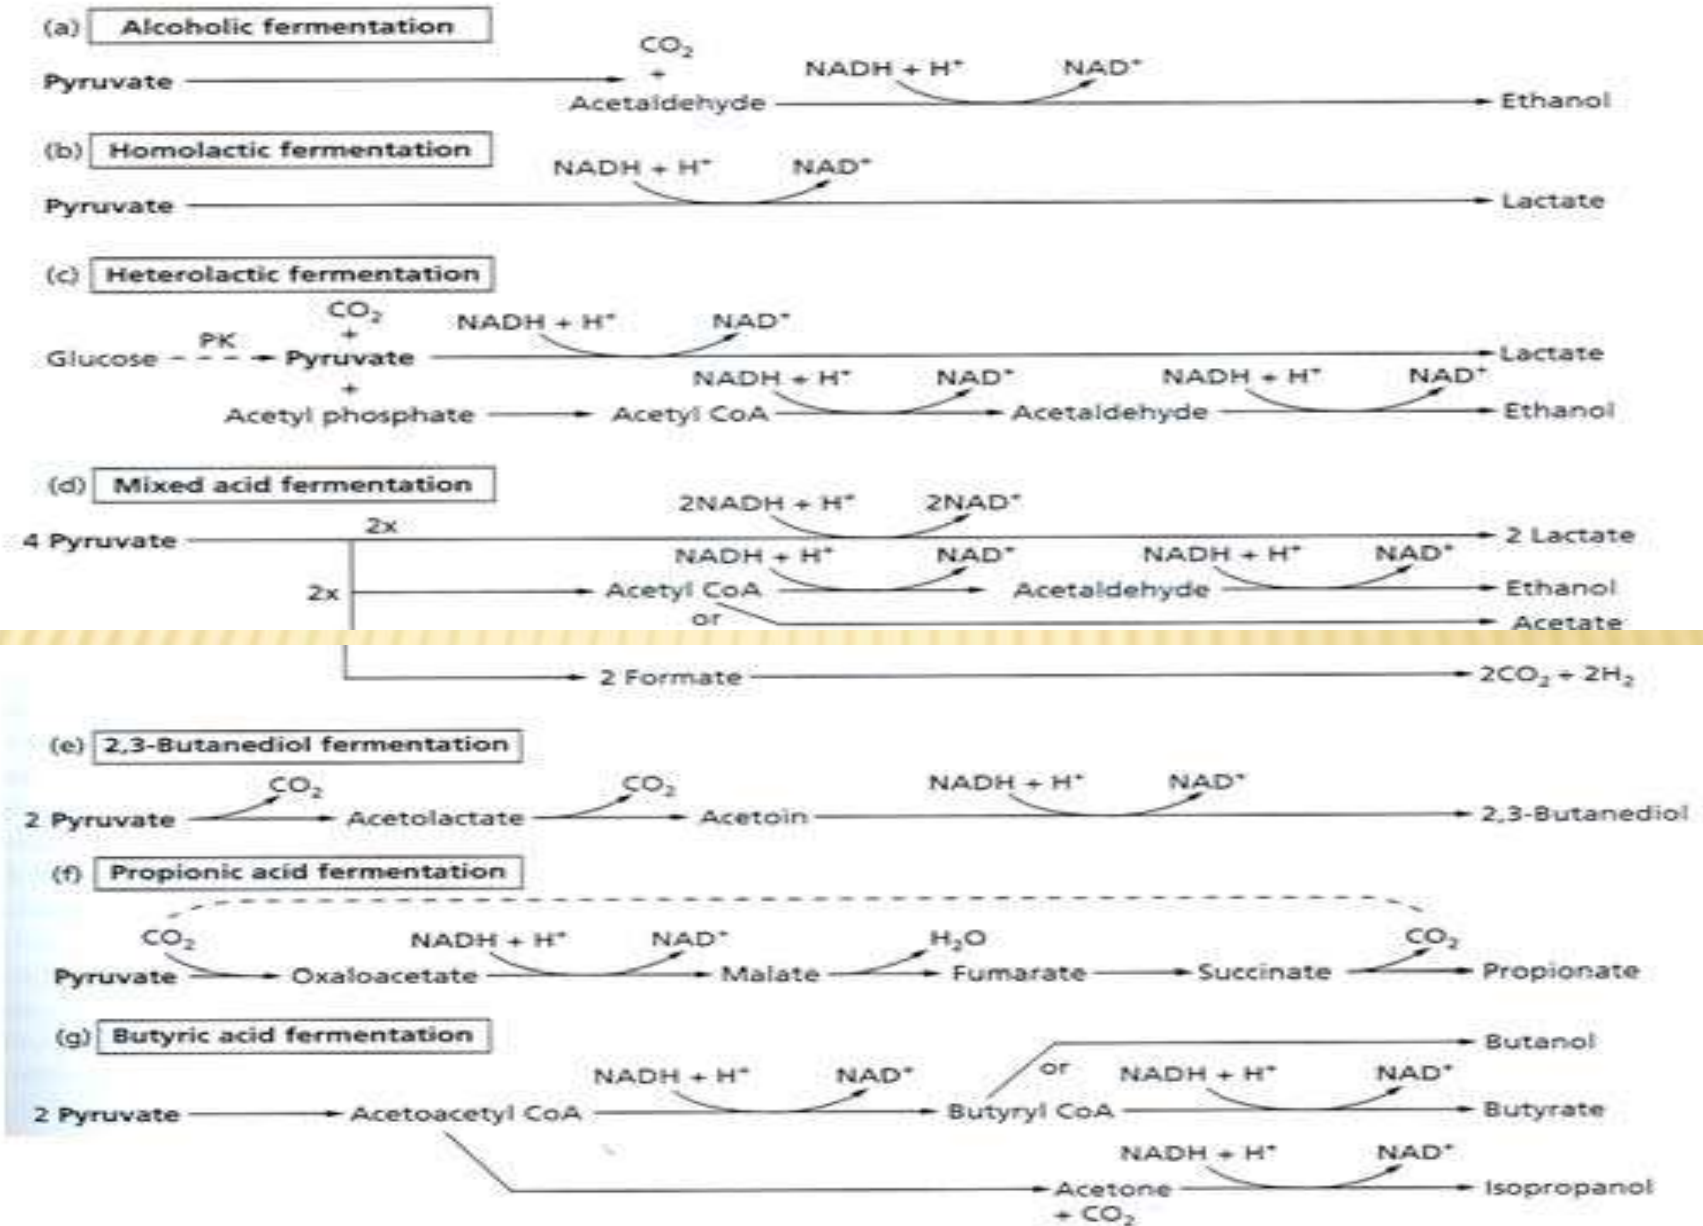 (a) Alcoholic fermentation
CO₂
NADH + H⁺ NAD⁺
Pyruvate +
Acetaldehyde Ethanol
(b) Homolactic fermentation
NADH + H⁺ NAD⁺
Pyruvate Lactate
(c) Heterolactic fermentation
CO₂
NADH + H⁺ NAD⁺
PK +
Glucose Pyruvate Lactate
NADH + H⁺ NAD⁺ NADH + H⁺ NAD⁺
+
Acetyl phosphate Acetyl CoA Acetaldehyde Ethanol
(d) Mixed acid fermentation
2NADH + H⁺ 2NAD⁺
2x
4 Pyruvate 2 Lactate
NADH + H⁺ NAD⁺ NADH + H⁺ NAD⁺
2x Acetyl CoA Acetaldehyde Ethanol
or Acetate
2 Formate 2CO₂ + 2H₂
(e) 2,3-Butanediol fermentation
CO₂ CO₂ NADH + H⁺ NAD⁺
2 Pyruvate Acetolactate Acetoin 2,3-Butanediol
(f) Propionic acid fermentation
CO₂ NADH + H⁺ NAD⁺ H₂O CO₂
Pyruvate Oxaloacetate Malate Fumarate Succinate Propionate
(g) Butyric acid fermentation
Butanol
NADH + H⁺ NAD⁺ or NADH + H⁺ NAD⁺
2 Pyruvate Acetoacetyl CoA Butyryl CoA Butyrate
NADH + H⁺ NAD⁺
Acetone Isopropanol
+ CO₂